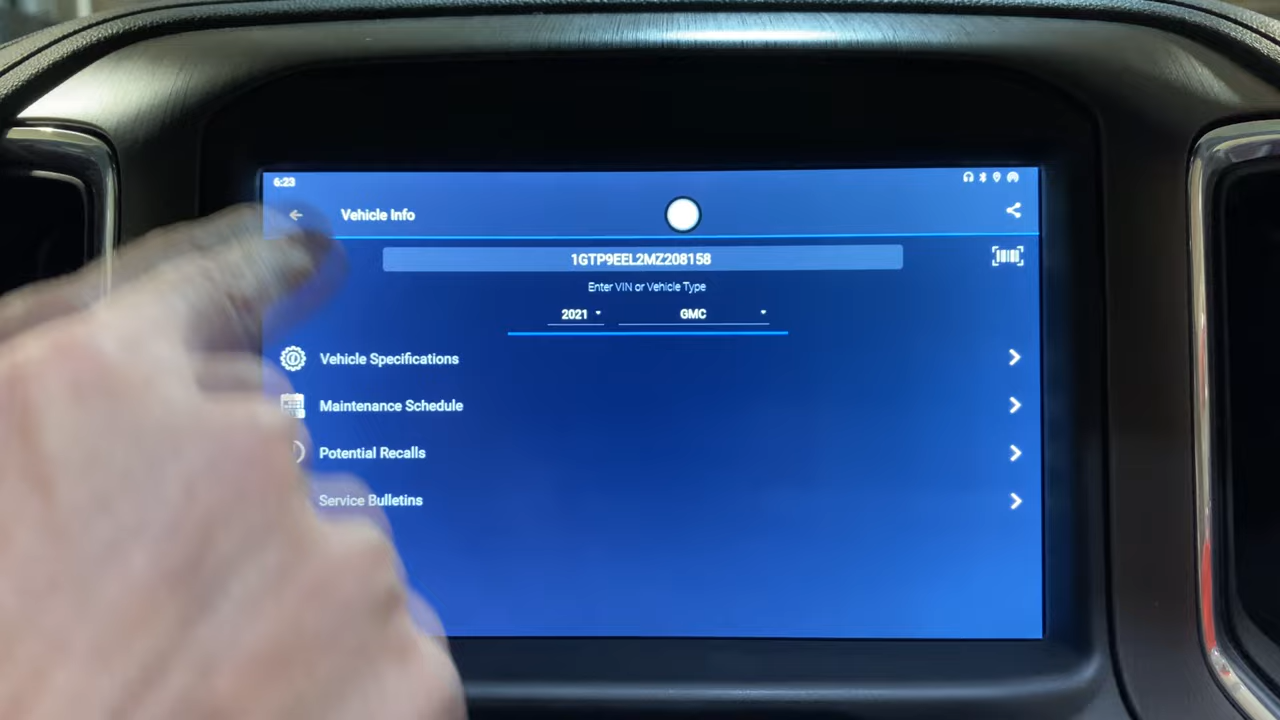 6:23
Vehicle Info
1GTP9EEL2MZ208158
Enter VIN or Vehicle Type
2021 GMC
Vehicle Specifications
Maintenance Schedule
Potential Recalls
Service Bulletins